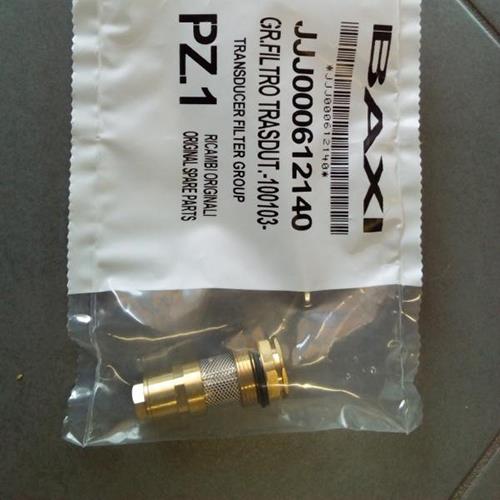 BAXI
*JJJ000612140*
JJJ000612140
GR.FILTRO TRASDUT.-100103-
TRANSDUCER FILTER GROUP
PZ.1
RICAMBI ORIGINALI
ORIGINAL SPARE PARTS